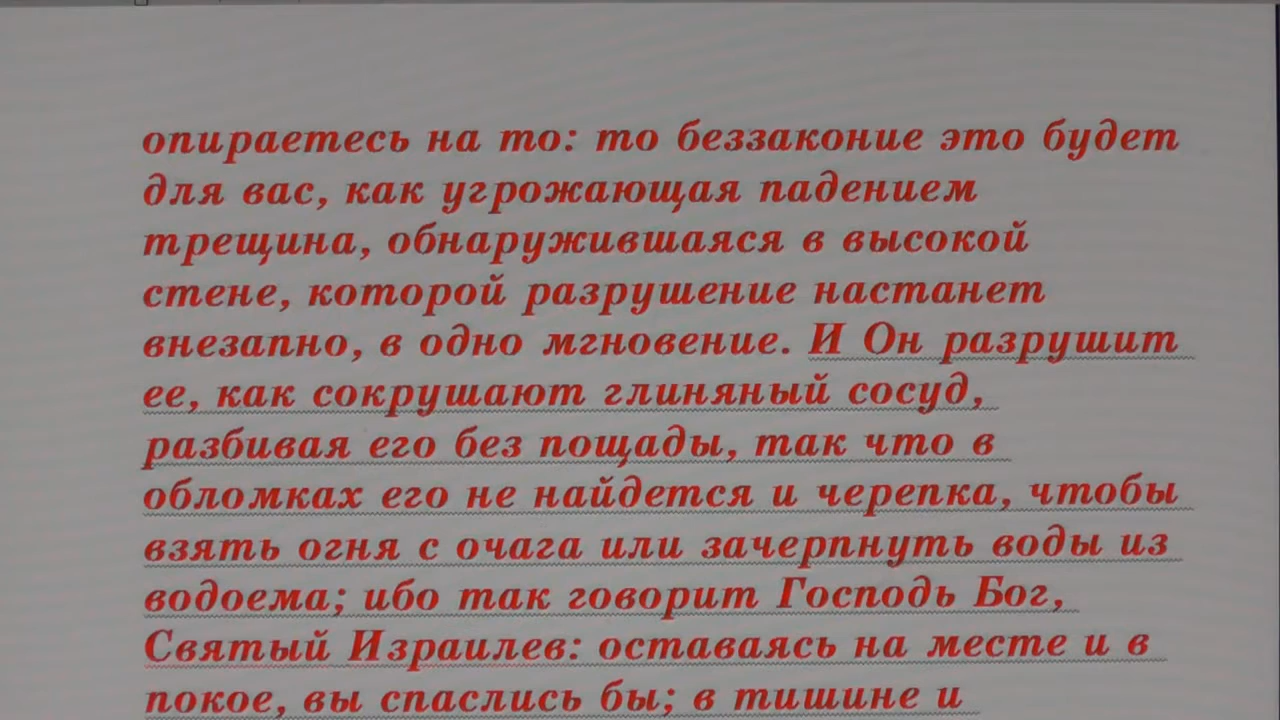 опираетесь на то: то беззаконие это будет
для вас, как угрожающая падением
трещина, обнаружившаяся в высокой
стене, которой разрушение настанет
внезапно, в одно мгновение. И Он разрушит
ее, как сокрушают глиняный сосуд,
разбивая его без пощады, так что в
обломках его не найдется и черепка, чтобы
взять огня с очага или зачерпнуть воды из
водоема; ибо так говорит Господь Бог,
Святый Израилев: оставаясь на месте и в
покое, вы спаслись бы; в тишине и